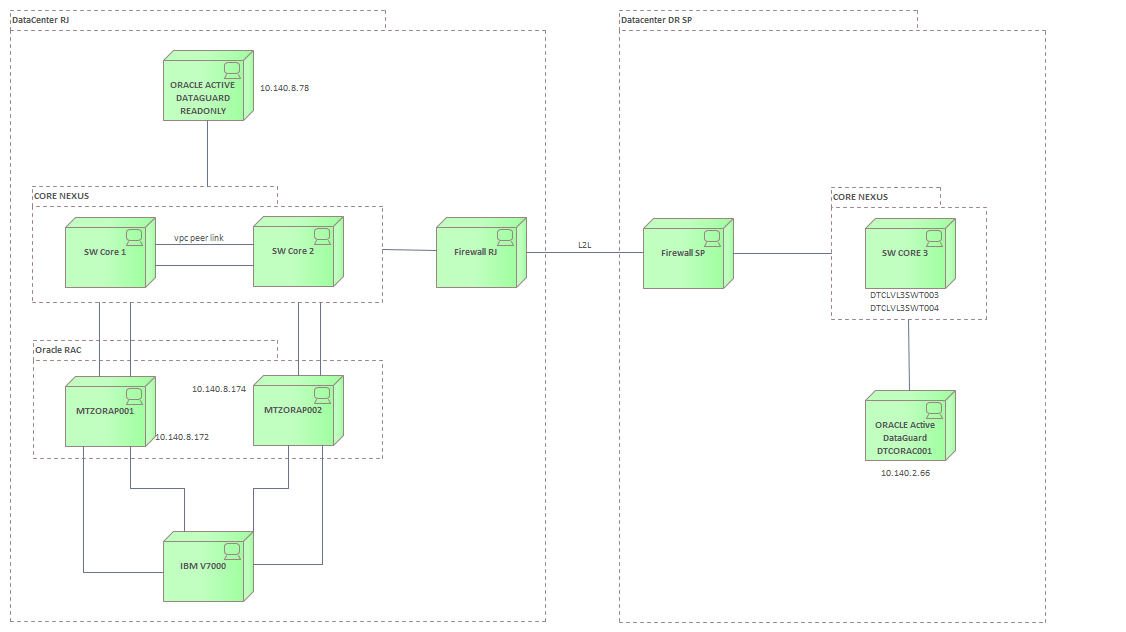 DataCenter RJ
Datacenter DR SP
ORACLE ACTIVE
DATAGUARD
READONLY
10.140.8.78
CORE NEXUS
SW Core 1
vpc peer link
SW Core 2
Firewall RJ
L2L
Firewall SP
CORE NEXUS
SW CORE 3
DTCLVL3SWT003
DTCLVL3SWT004
Oracle RAC
MTZORAP001
10.140.8.172
10.140.8.174
MTZORAP002
ORACLE Active
DataGuard
DTCORAC001
10.140.2.66
IBM V7000